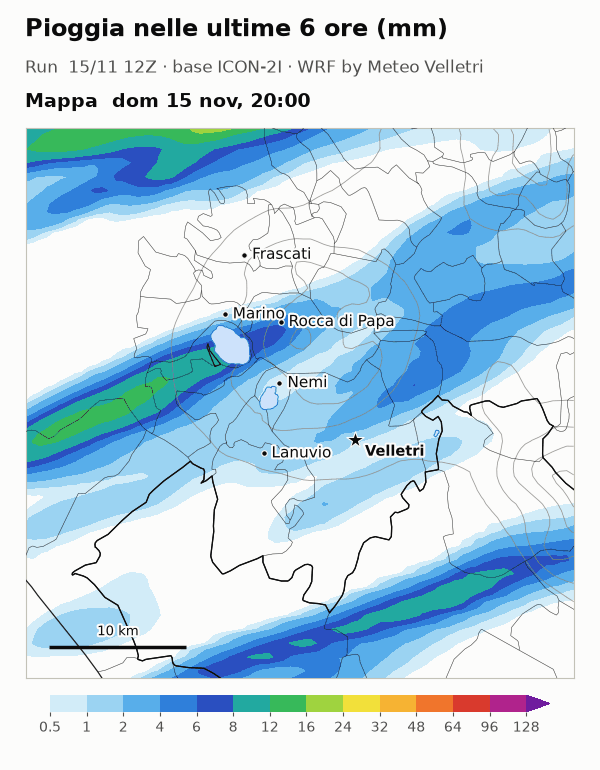 Pioggia nelle ultime 6 ore (mm)
Run 15/11 12Z · base ICON-2I · WRF by Meteo Velletri
Mappa dom 15 nov, 20:00
Frascati
Marino
Rocca di Papa
Nemi
Velletri
Lanuvio
10 km
0.5 1 2 4 6 8 12 16 24 32 48 64 96 128